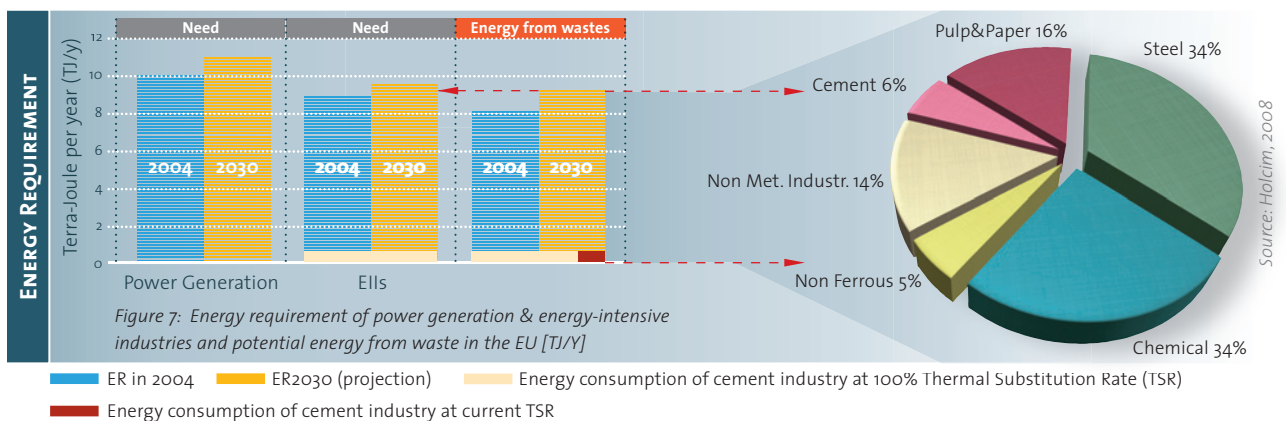 ENERGY REQUIREMENT
Need
Need
Energy from wastes
Terra-Joule per year (TJ/y)
12
10
8
6
4
2
0
2004
2030
2004
2030
2004
2030
Power Generation
EIIs
Figure 7: Energy requirement of power generation & energy-intensive
industries and potential energy from waste in the EU [TJ/Y]
Pulp&Paper 16%
Steel 34%
Cement 6%
Non Met. Industr. 14%
Non Ferrous 5%
Chemical 34%
Source: Holcim, 2008
ER in 2004
ER2030 (projection)
Energy consumption of cement industry at 100% Thermal Substitution Rate (TSR)
Energy consumption of cement industry at current TSR